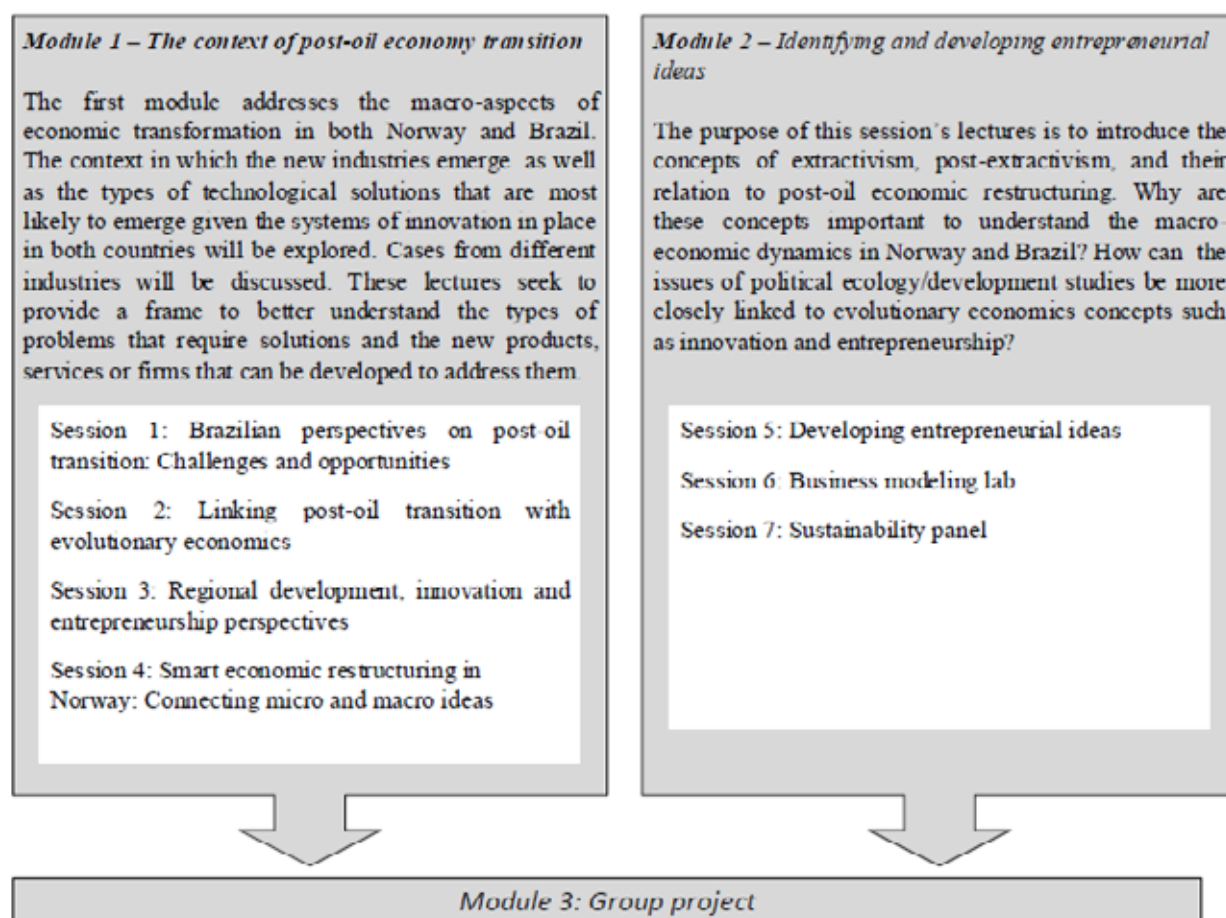 Module 1 – The context of post-oil economy transition
The first module addresses the macro-aspects of
economic transformation in both Norway and Brazil.
The context in which the new industries emerge as well
as the types of technological solutions that are most
likely to emerge given the systems of innovation in place
in both countries will be explored. Cases from different
industries will be discussed. These lectures seek to
provide a frame to better understand the types of
problems that require solutions and the new products,
services or firms that can be developed to address them.
Session 1: Brazilian perspectives on post-oil
transition: Challenges and opportunities
Session 2: Linking post-oil transition with
evolutionary economics
Session 3: Regional development, innovation and
entrepreneurship perspectives
Session 4: Smart economic restructuring in
Norway: Connecting micro and macro ideas
Module 2 – Identifying and developing entrepreneurial
ideas
The purpose of this session´s lectures is to introduce the
concepts of extractivism, post-extractivism, and their
relation to post-oil economic restructuring. Why are
these concepts important to understand the macro-
economic dynamics in Norway and Brazil? How can the
issues of political ecology/development studies be more
closely linked to evolutionary economics concepts such
as innovation and entrepreneurship?
Session 5: Developing entrepreneurial ideas
Session 6: Business modeling lab
Session 7: Sustainability panel
Module 3: Group project